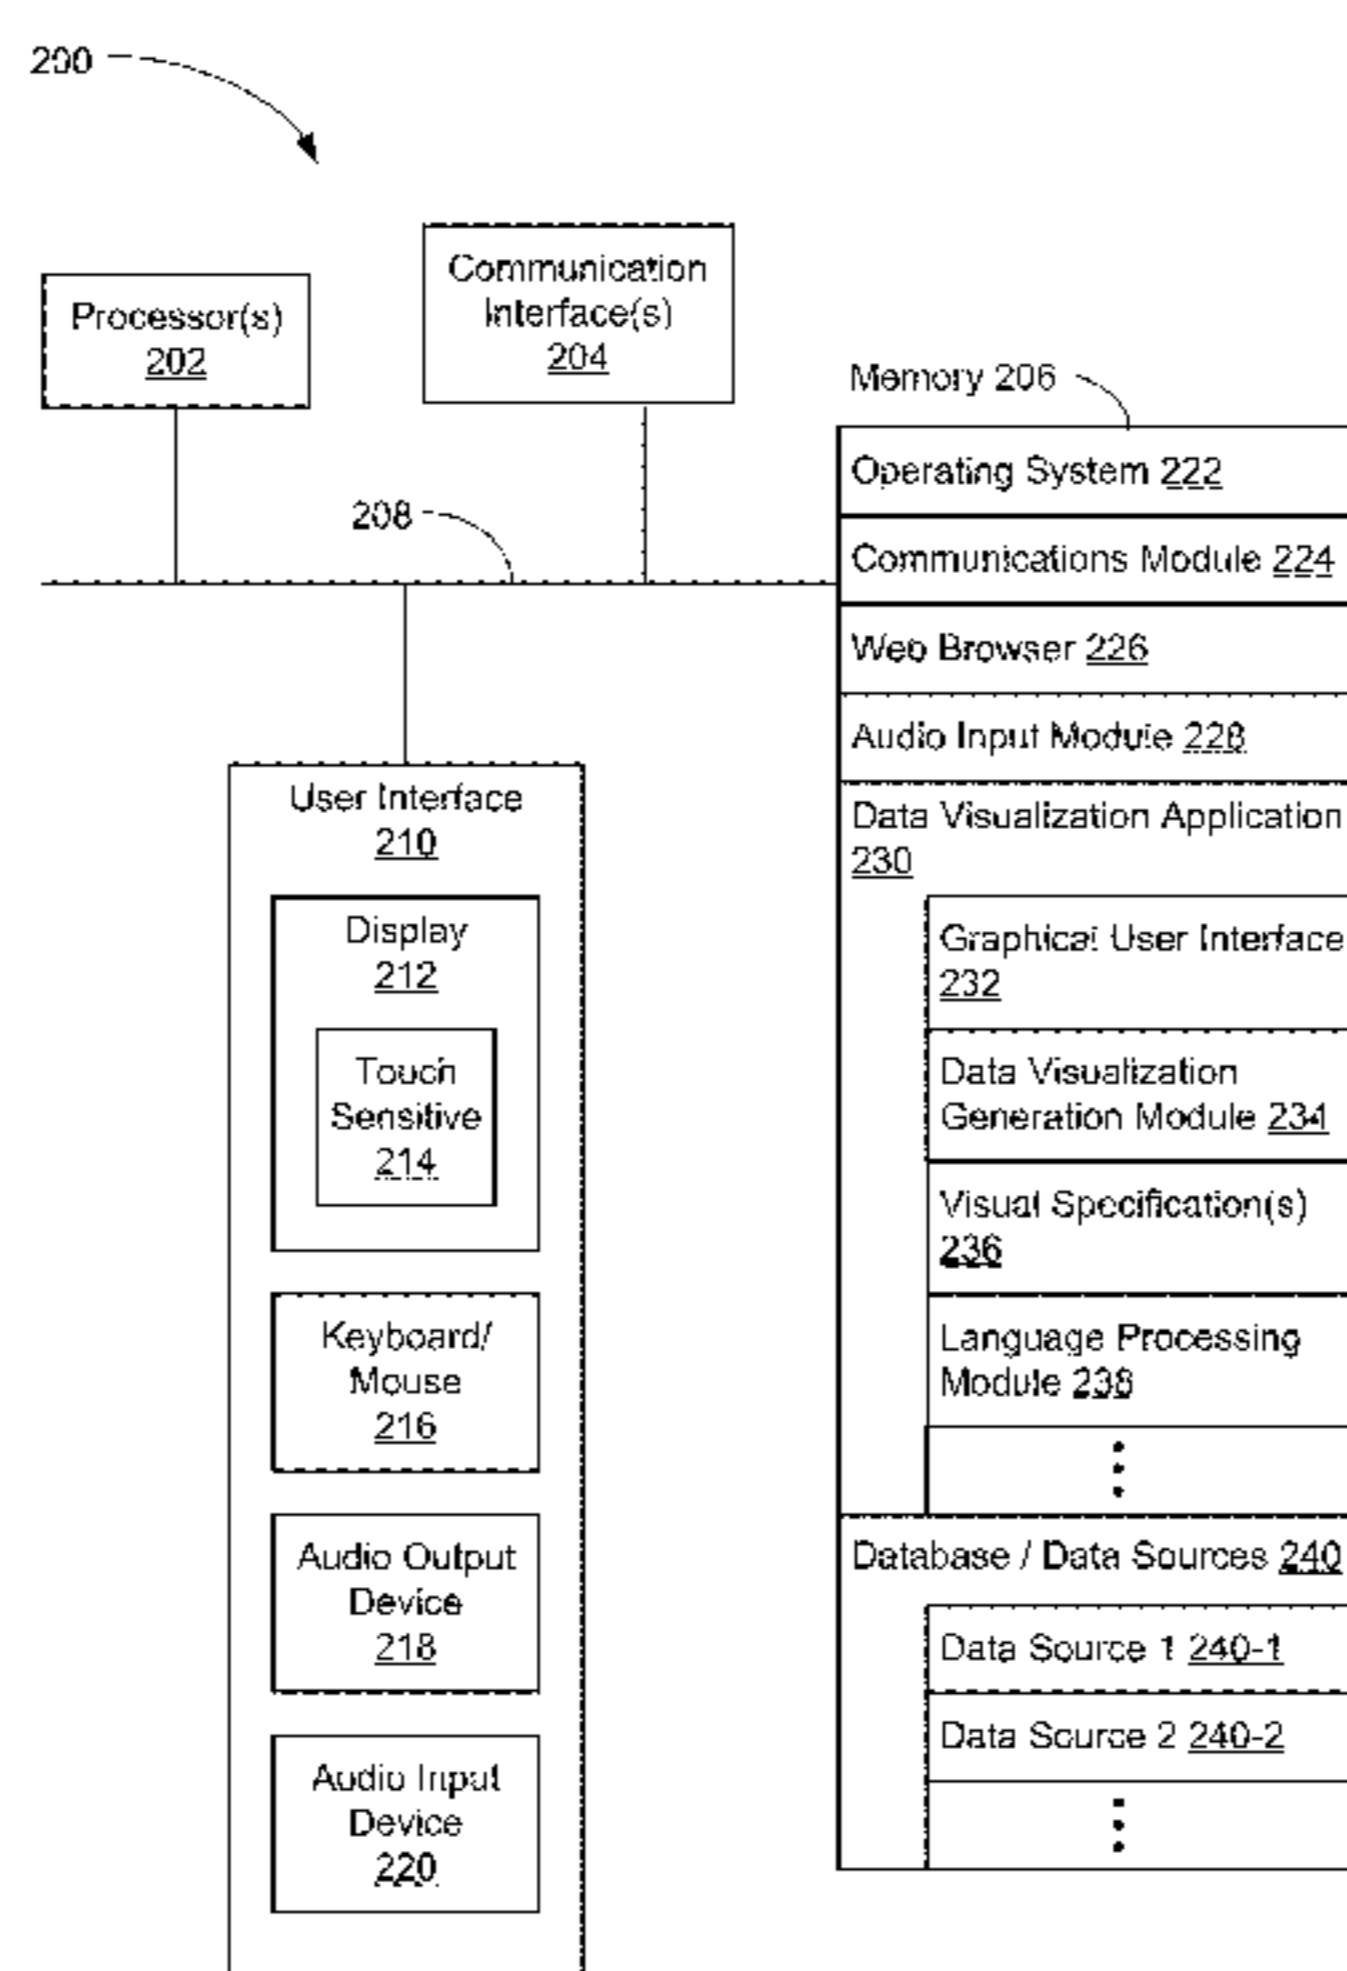 200
Processor(s)
202
Communication
Interface(s)
204
208
Memory 206
Operating System 222
Communications Module 224
Web Browser 226
Audio Input Module 228
Data Visualization Application
230
Graphical User Interface
232
Data Visualization
Generation Module 234
Visual Specification(s)
236
Language Processing
Module 238
Database / Data Sources 240
Data Source 1 240-1
Data Source 2 240-2
User Interface
210
Display
212
Touch
Sensitive
214
Keyboard/
Mouse
216
Audio Output
Device
218
Audio Input
Device
220